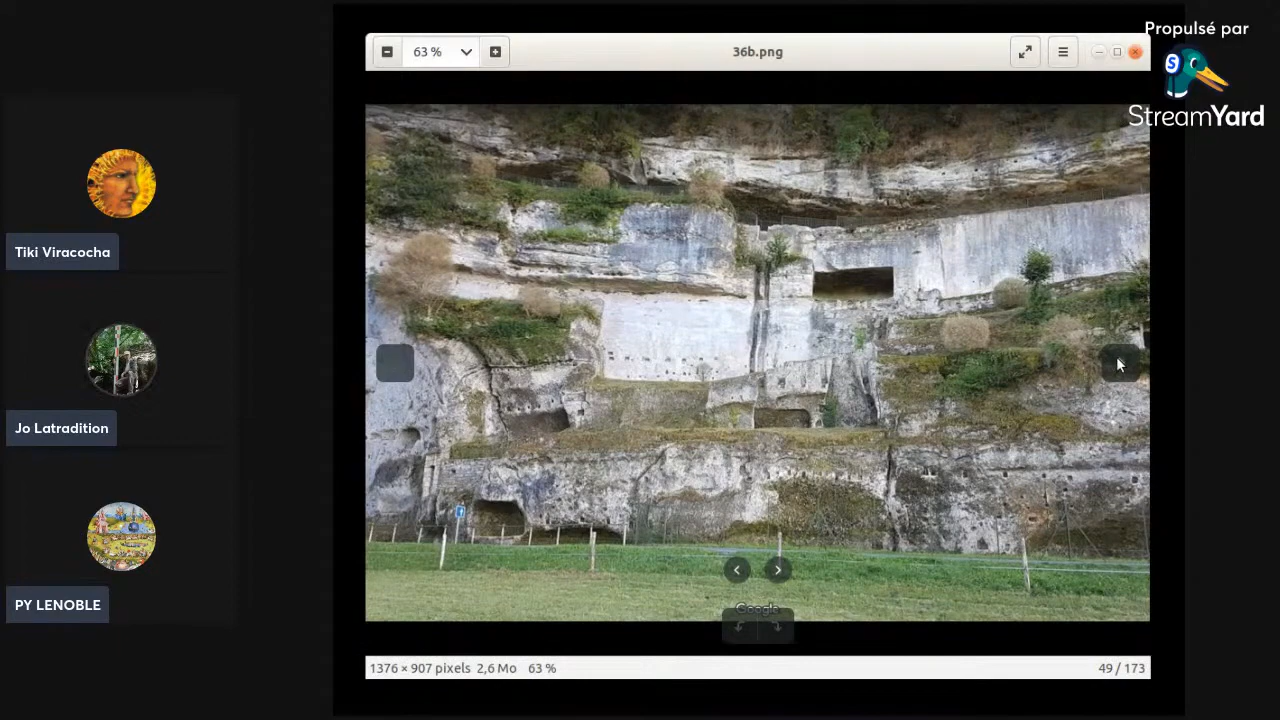 63 %
36b.png
Propulsé par
S
StreamYard
Tiki Viracocha
Jo Latradition
PY LENOBLE
Google
1376 × 907 pixels 2,6 Mo 63 %
49 / 173